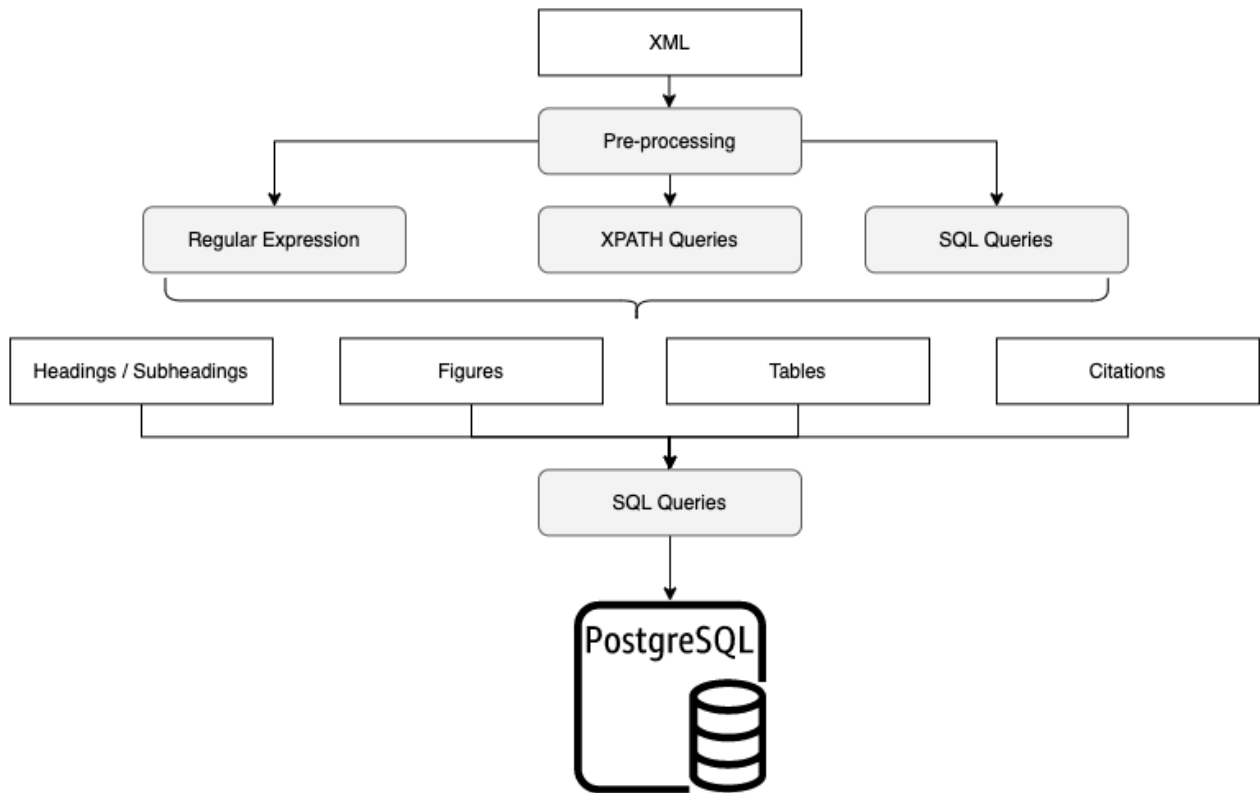 XML
Pre-processing
Regular Expression
XPATH Queries
SQL Queries
Headings / Subheadings
Figures
Tables
Citations
SQL Queries
PostgreSQL